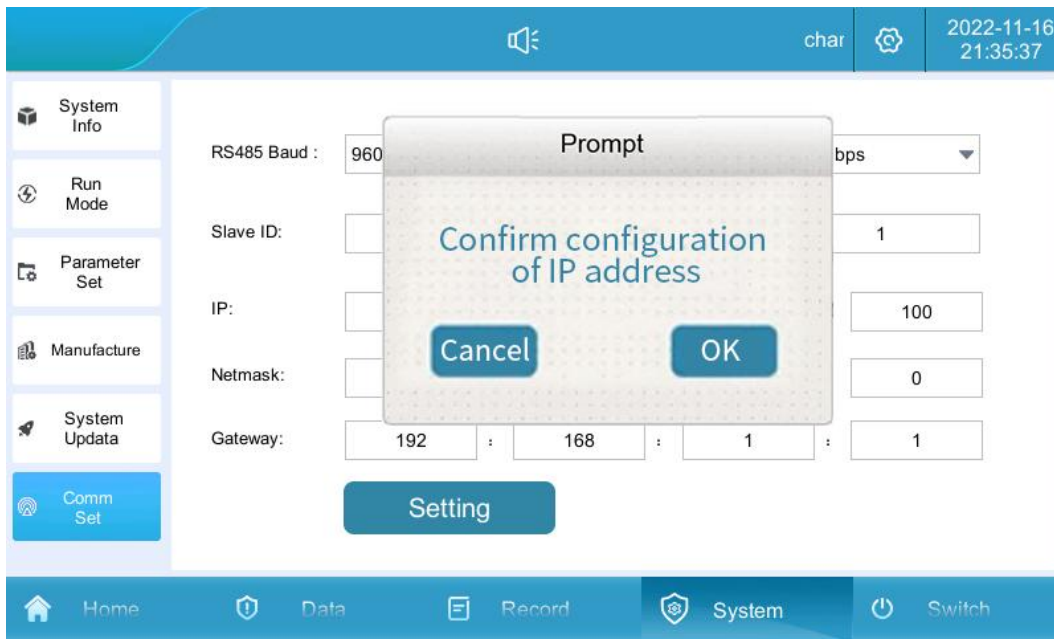 char
2022-11-16
21:35:37
System
Info
Run
Mode
Parameter
Set
Manufacture
System
Updata
Comm
Set
RS485 Baud :
960
bps
Slave ID:
1
IP:
100
Netmask:
0
Gateway:
192 : 168 : 1 : 1
Setting
Prompt
Confirm configuration
of IP address
Cancel OK
Home Data Record System Switch